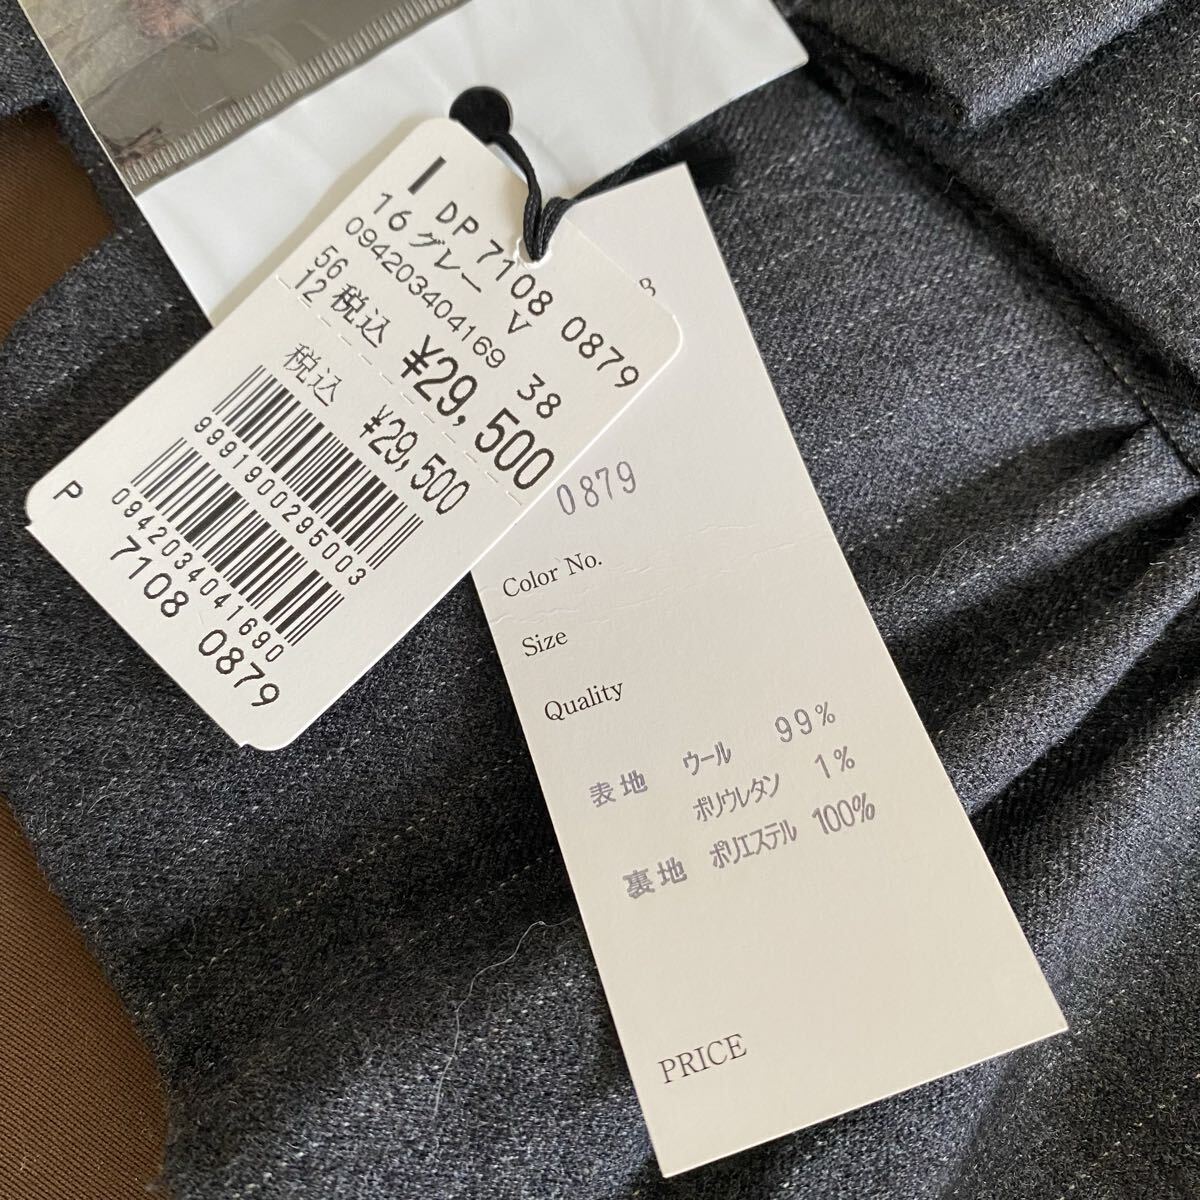 I
DP 7108 0879
16 グレー V
094203404169 38
56
12 税込 ¥29,500
税込 ¥29,500
9991900295003
0942034041690
P 7108 0879
0879
Color No.
Size
Quality
表地 ウール 99%
ポリウレタン 1%
裏地 ポリエステル 100%
PRICE